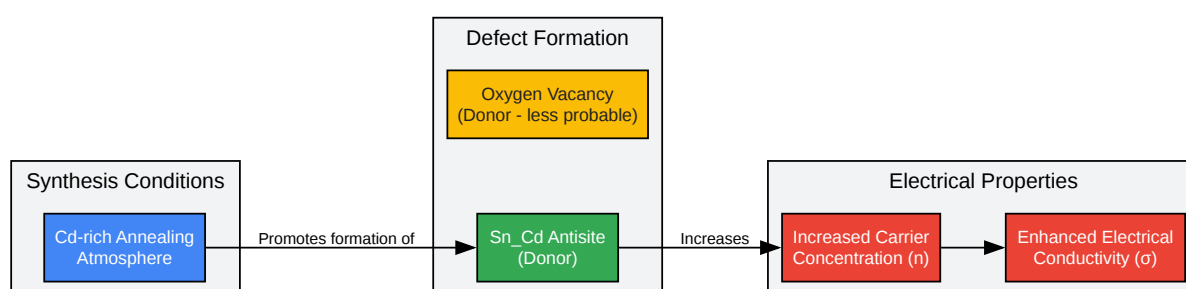 Defect Formation
Oxygen Vacancy
(Donor - less probable)
Synthesis Conditions
Electrical Properties
Cd-rich Annealing
Atmosphere
Promotes formation of
Sn_Cd Antisite
(Donor)
Increases
Increased Carrier
Concentration (n)
Enhanced Electrical
Conductivity (σ)